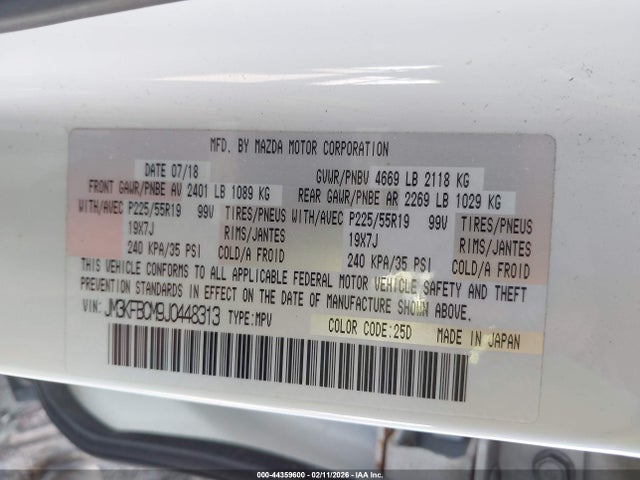 MFD. BY MAZDA MOTOR CORPORATION
DATE 07/18 GVWR/PNBV 4669 LB 2118 KG
FRONT GAWR/PNBE AV 2401 LB 1089 KG REAR GAWR/PNBE AR 2269 LB 1029 KG
WITH/AVEC P225/55R19 99V TIRES/PNEUS WITH/AVEC P225/55R19 99V TIRES/PNEUS
19X7J RIMS/JANTES 19X7J RIMS/JANTES
240 KPA/35 PSI COLD/A FROID 240 KPA/35 PSI COLD/A FROID
THIS VEHICLE CONFORMS TO ALL APPLICABLE FEDERAL MOTOR VEHICLE SAFETY AND THEFT
PREVENTION STANDARDS IN EFFECT ON THE DATE OF MANUFACTURE SHOWN ABOVE.
VIN: JM3KFBCM9J0448313 TYPE:MPV COLOR CODE:25D MADE IN JAPAN
000-44359600 - 02/11/2026 - IAA Inc.